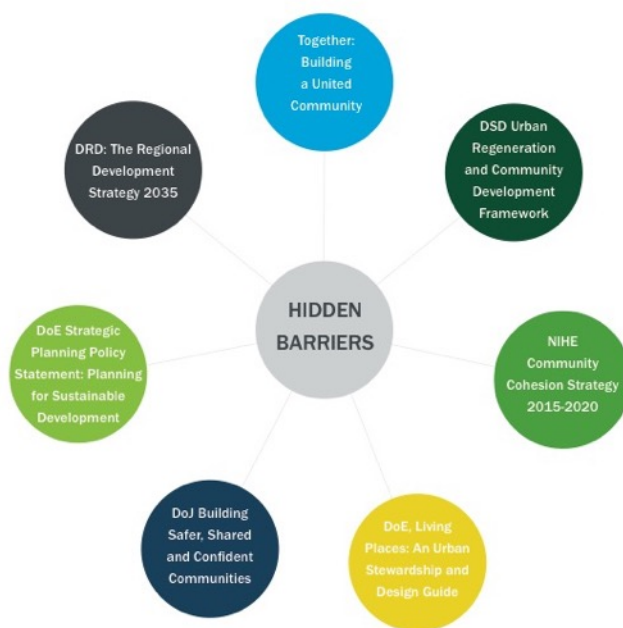 Together:
Building
a United
Community
DSD Urban
Regeneration
and Community
Development
Framework
NIHE
Community
Cohesion Strategy
2015-2020
DoE, Living
Places: An Urban
Stewardship and
Design Guide
DoJ Building
Safer, Shared
and Confident
Communities
DoE Strategic
Planning Policy
Statement: Planning
for Sustainable
Development
DRD: The Regional
Development
Strategy 2035
HIDDEN
BARRIERS